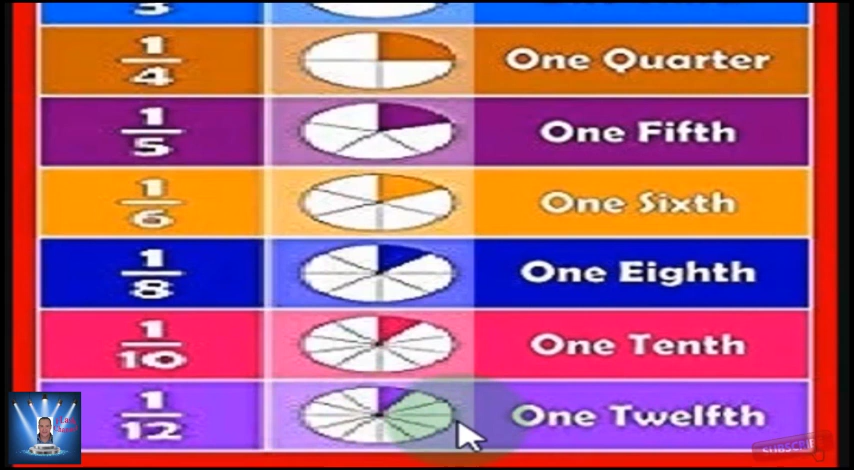 1/4 One Quarter
1/5 One Fifth
1/6 One Sixth
1/8 One Eighth
1/10 One Tenth
1/12 One Twelfth
SUBSCRIBE